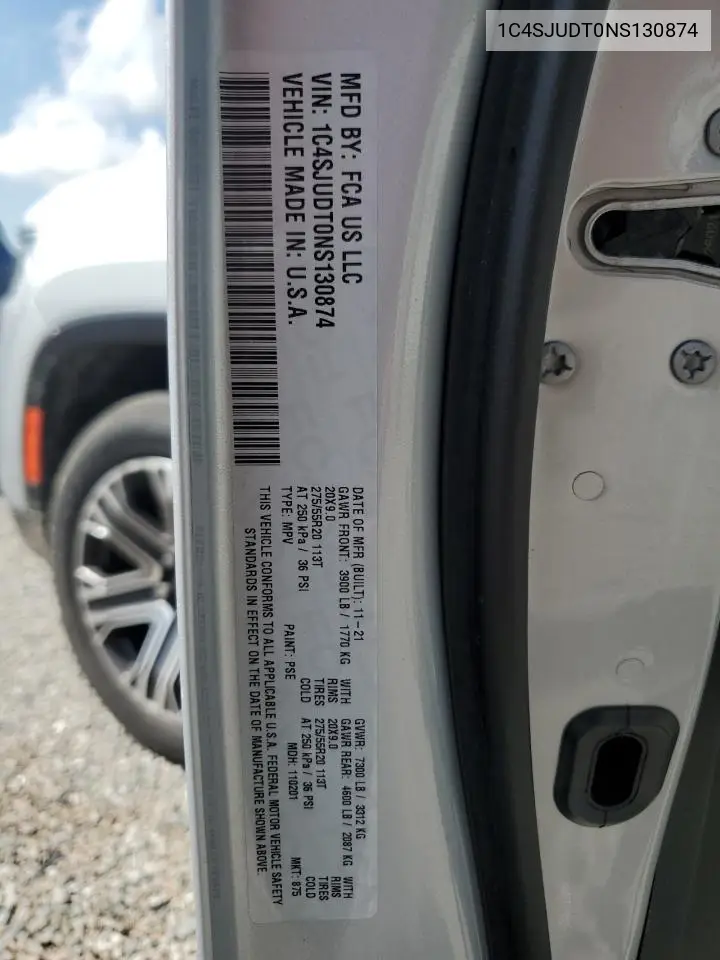 1C4SJUDT0NS130874
MFD BY: FCA US LLC
VIN: 1C4SJUDT0NS130874
VEHICLE MADE IN: U.S.A.
DATE OF MFR (BUILT): 11-21 GVWR: 7300 LB / 3312 KG
GAWR FRONT: 3900 LB / 1770 KG WITH GAWR REAR: 4600 LB / 2087 KG WITH
20X9.0 RIMS 20X9.0 RIMS
275/55R20 113T TIRES 275/55R20 113T TIRES
AT 250 kPa / 36 PSI COLD AT 250 kPa / 36 PSI COLD
TYPE: MPV PAINT: PSE MDH: 110201 MKT: 875
THIS VEHICLE CONFORMS TO ALL APPLICABLE U.S.A. FEDERAL MOTOR VEHICLE SAFETY
STANDARDS IN EFFECT ON THE DATE OF MANUFACTURE SHOWN ABOVE.